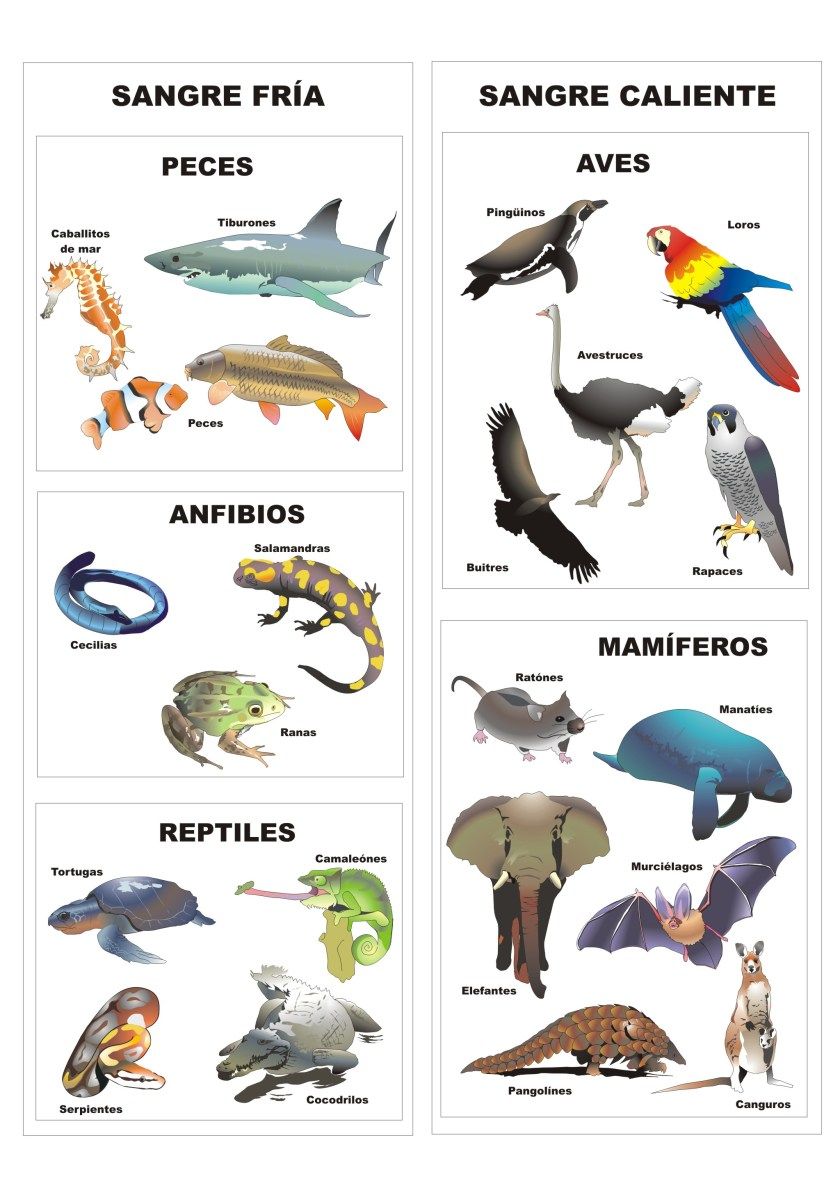 SANGRE FRÍA
PECES
Caballitos
de mar
Tiburones
Peces
ANFIBIOS
Salamandras
Cecilias
Ranas
REPTILES
Tortugas
Camaleónes
Serpientes
Cocodrilos
SANGRE CALIENTE
AVES
Pingüinos
Loros
Avestruces
Buitres
Rapaces
MAMÍFEROS
Ratónes
Manatíes
Murciélagos
Elefantes
Pangolínes
Canguros